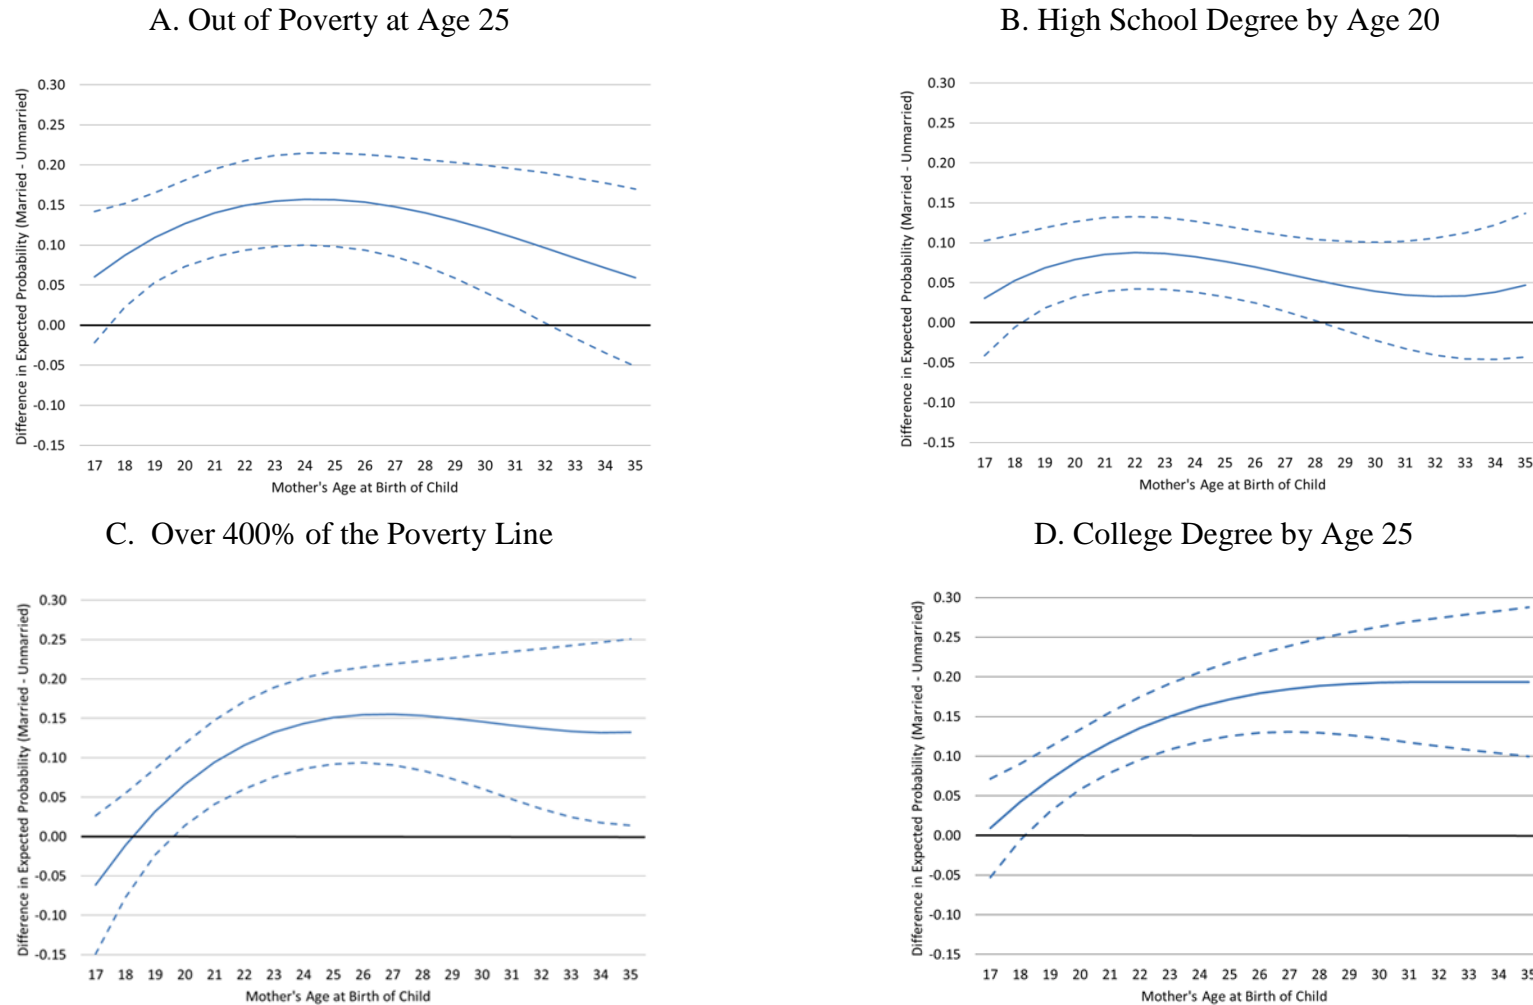 A. Out of Poverty at Age 25
Difference in Expected Probability (Married - Unmarried)
0.30
0.25
0.20
0.15
0.10
0.05
0.00
-0.05
-0.10
-0.15
17 18 19 20 21 22 23 24 25 26 27 28 29 30 31 32 33 34 35
Mother's Age at Birth of Child
B. High School Degree by Age 20
Difference in Expected Probability (Married - Unmarried)
0.30
0.25
0.20
0.15
0.10
0.05
0.00
-0.05
-0.10
-0.15
17 18 19 20 21 22 23 24 25 26 27 28 29 30 31 32 33 34 35
Mother's Age at Birth of Child
C. Over 400% of the Poverty Line
Difference in Expected Probability (Married - Unmarried)
0.30
0.25
0.20
0.15
0.10
0.05
0.00
-0.05
-0.10
-0.15
17 18 19 20 21 22 23 24 25 26 27 28 29 30 31 32 33 34 35
Mother's Age at Birth of Child
D. College Degree by Age 25
Difference in Expected Probability (Married - Unmarried)
0.30
0.25
0.20
0.15
0.10
0.05
0.00
-0.05
-0.10
-0.15
17 18 19 20 21 22 23 24 25 26 27 28 29 30 31 32 33 34 35
Mother's Age at Birth of Child